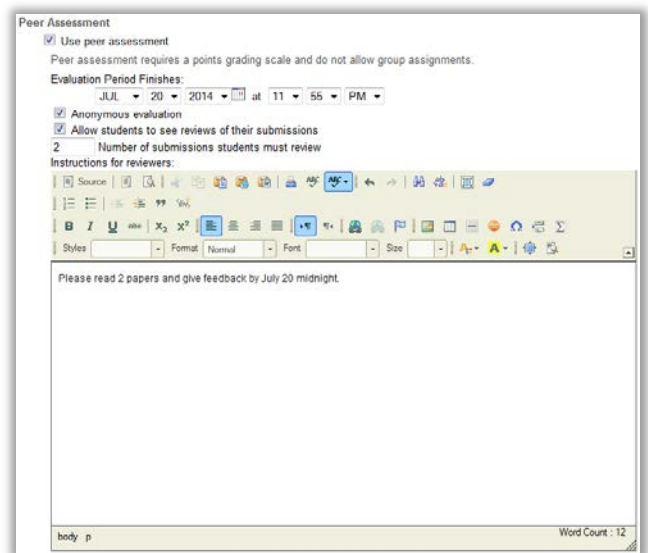 Peer Assessment
Use peer assessment
Peer assessment requires a points grading scale and do not allow group assignments.
Evaluation Period Finishes:
JUL 20 2014 at 11 55 PM
Anonymous evaluation
Allow students to see reviews of their submissions
2 Number of submissions students must review
Instructions for reviewers:
Source ABC ABC
B I U abc X₂ X² Ω Σ
Styles Format Normal Font Size A A
Please read 2 papers and give feedback by July 20 midnight.
body p Word Count : 12